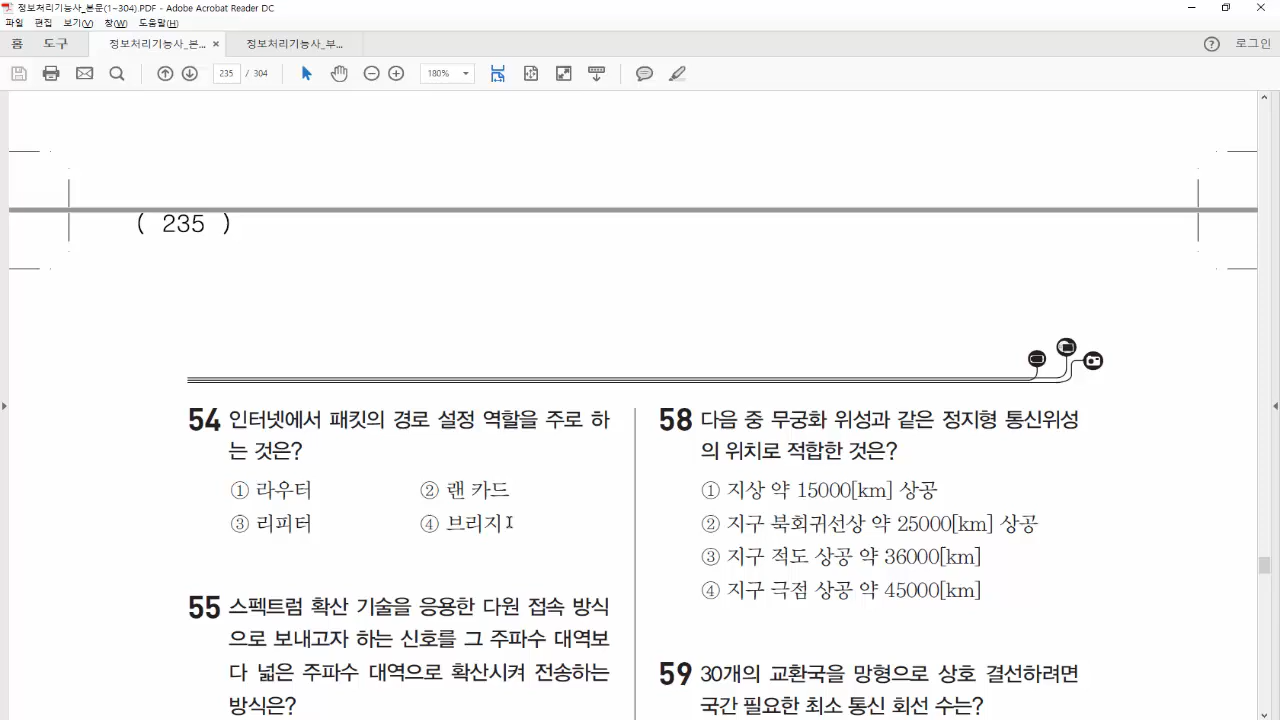 정보처리기능사_본문(1~304).PDF - Adobe Acrobat Reader DC
파일 편집 보기(V) 창(W) 도움말(H)
홈 도구 정보처리기능사_본... × 정보처리기능사_부... ? 로그인
235 / 304 180%
( 235 )
54 인터넷에서 패킷의 경로 설정 역할을 주로 하
는 것은?
① 라우터 ② 랜 카드
③ 리피터 ④ 브리지
55 스펙트럼 확산 기술을 응용한 다원 접속 방식
으로 보내고자 하는 신호를 그 주파수 대역보
다 넓은 주파수 대역으로 확산시켜 전송하는
방식은?
58 다음 중 무궁화 위성과 같은 정지형 통신위성
의 위치로 적합한 것은?
① 지상 약 15000[km] 상공
② 지구 북회귀선상 약 25000[km] 상공
③ 지구 적도 상공 약 36000[km]
④ 지구 극점 상공 약 45000[km]
59 30개의 교환국을 망형으로 상호 결선하려면
국간 필요한 최소 통신 회선 수는?